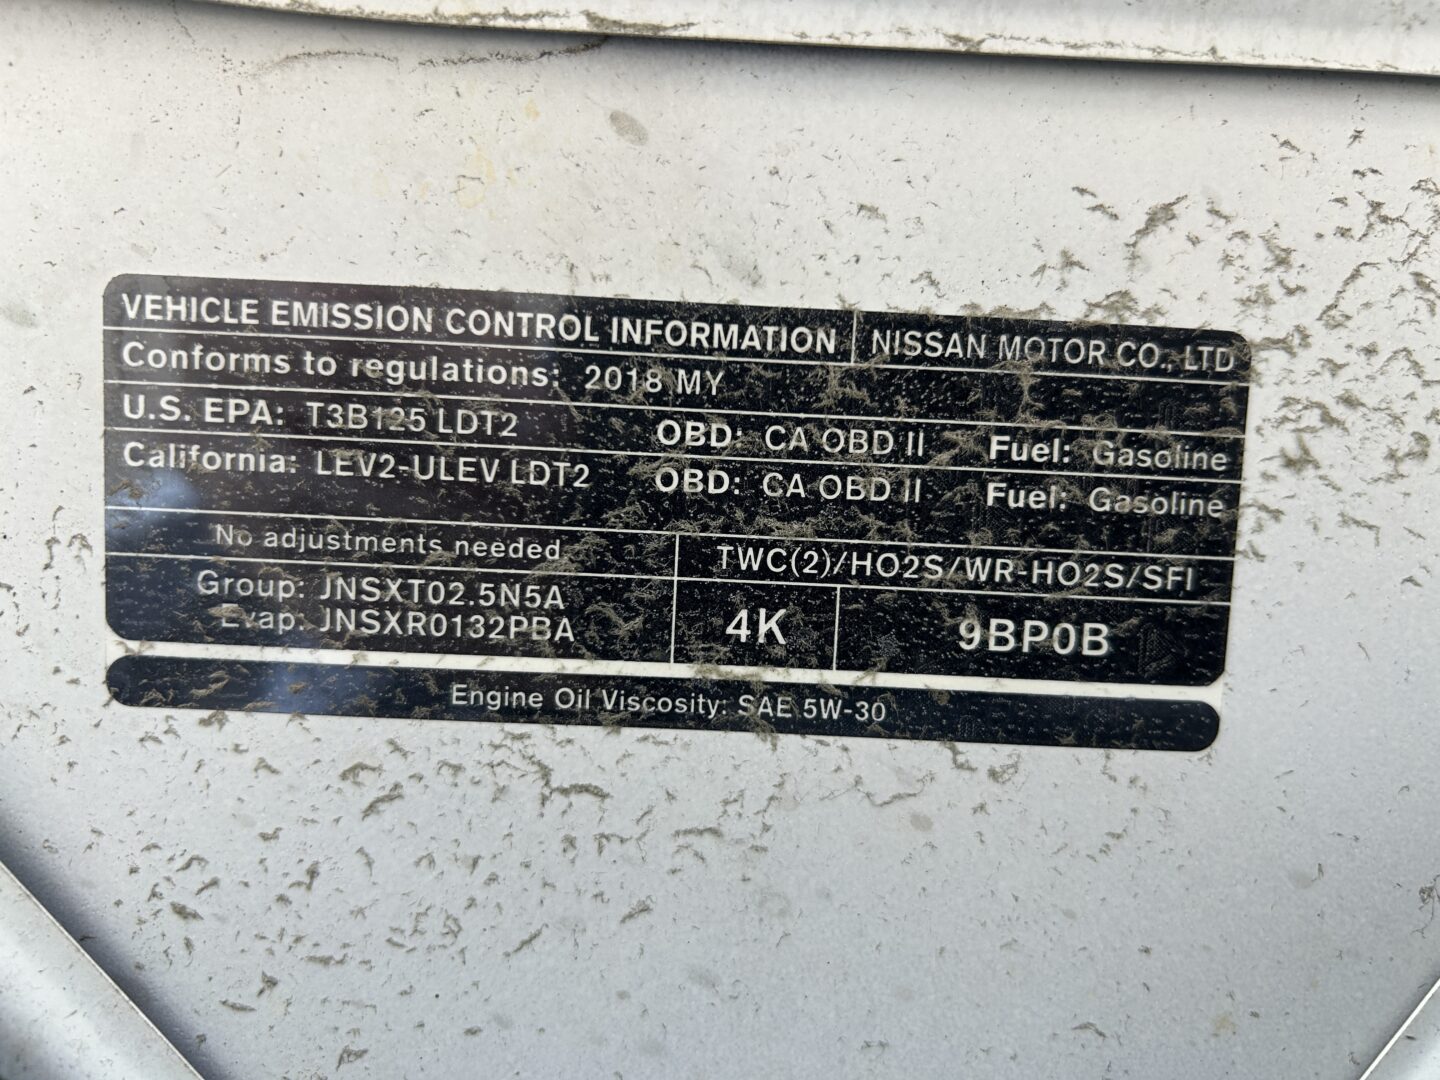 VEHICLE EMISSION CONTROL INFORMATION NISSAN MOTOR CO., LTD
Conforms to regulations: 2018 MY
U.S. EPA: T3B125 LDT2 OBD: CA OBD II Fuel: Gasoline
California: LEV2-ULEV LDT2 OBD: CA OBD II Fuel: Gasoline
No adjustments needed. TWC(2)/HO2S/WR-HO2S/SFI
Group: JNSXT02.5N5A
Evap: JNSXR0132PBA
4K 9BP0B
Engine Oil Viscosity: SAE 5W-30